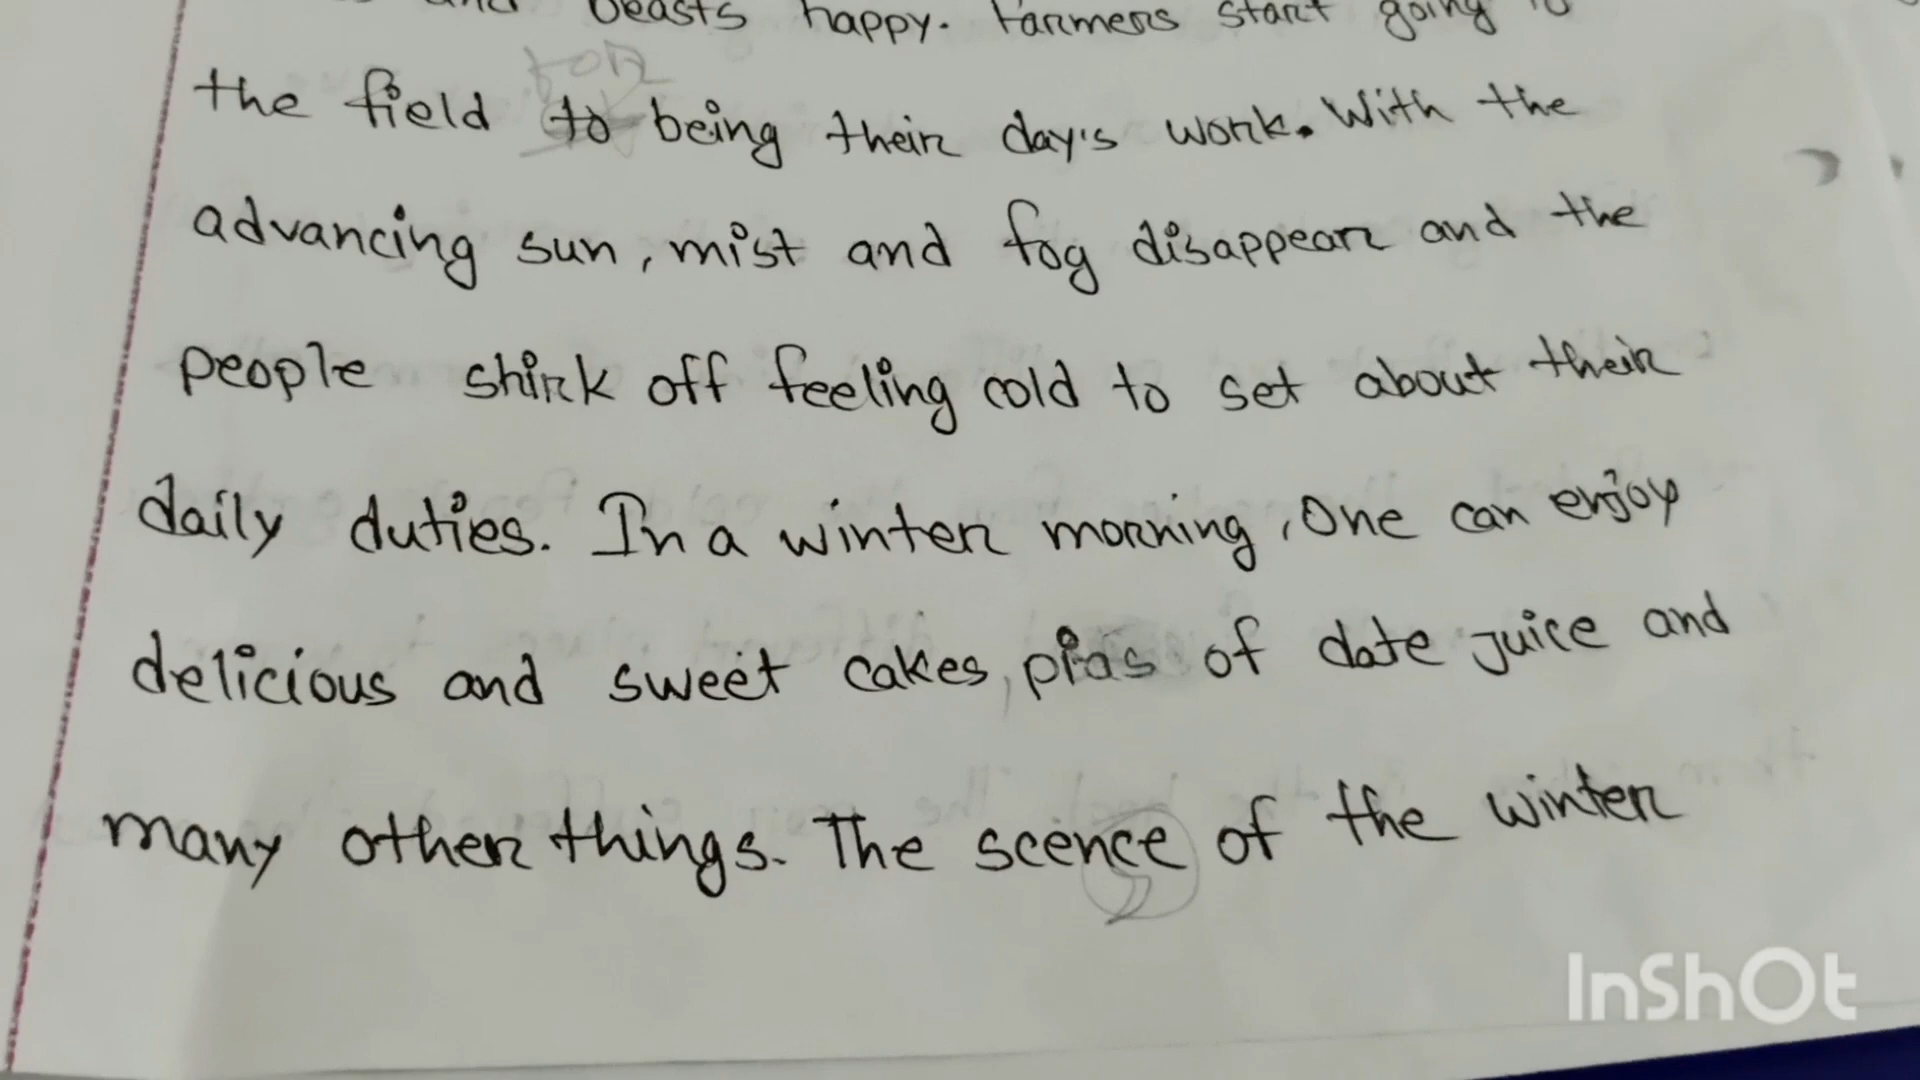 beasts happy. Farmers start going to
for
the field to being their day's work. With the
advancing sun, mist and fog disappear and the
people shirk off feeling cold to set about their
daily duties. In a winter morning, One can enjoy
delicious and sweet cakes, pias of date juice and
many other things. The scence of the winter
InShOt